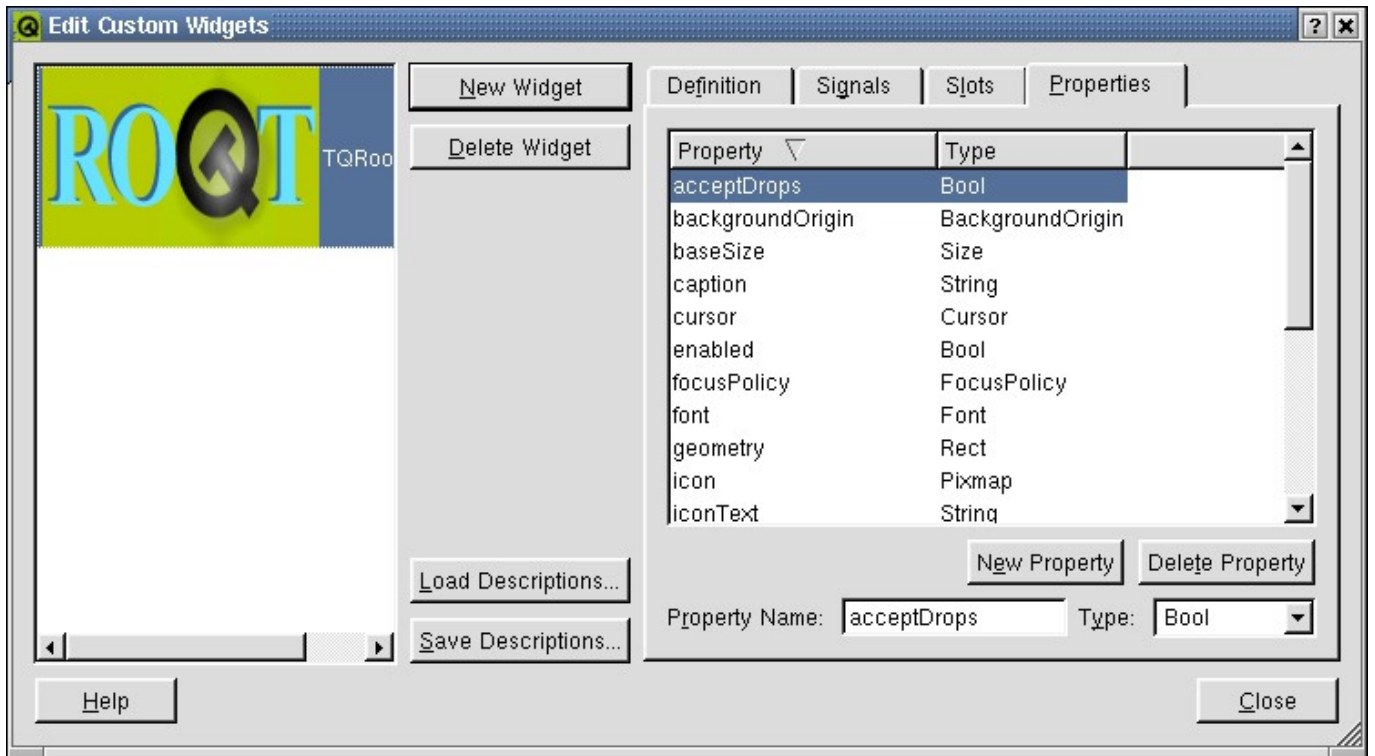 Edit Custom Widgets
ROQT
TQRoo
New Widget
Delete Widget
Load Descriptions...
Save Descriptions...
Definition
Signals
Slots
Properties
Property Type
acceptDrops Bool
backgroundOrigin BackgroundOrigin
baseSize Size
caption String
cursor Cursor
enabled Bool
focusPolicy FocusPolicy
font Font
geometry Rect
icon Pixmap
iconText String
New Property
Delete Property
Property Name: acceptDrops Type: Bool
Help
Close